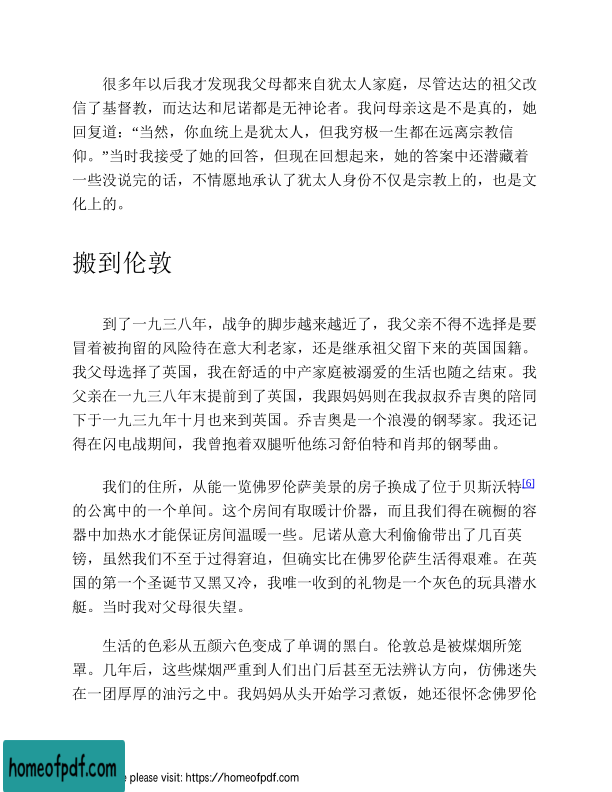 很多年以后我才发现我父母都来自犹太人家庭，尽管达达的祖父改
信了基督教，而达达和尼诺都是无神论者。我问母亲这是不是真的，她
回复道：“当然，你血统上是犹太人，但我穷极一生都在远离宗教信
仰。”当时我接受了她的回答，但现在回想起来，她的答案中还潜藏着
一些没说完的话，不情愿地承认了犹太人身份不仅是宗教上的，也是文
化上的。
搬到伦敦
到了一九三八年，战争的脚步越来越近了，我父亲不得不选择是要
冒着被拘留的风险待在意大利老家，还是继承祖父留下来的英国国籍。
我父母选择了英国，我在舒适的中产家庭被溺爱的生活也随之结束。我
父亲在一九三八年末提前到了英国，我跟妈妈则在我叔叔乔吉奥的陪同
下于一九三九年十月也来到英国。乔吉奥是一个浪漫的钢琴家。我还记
得在闪电战期间，我曾抱着双腿听他练习舒伯特和肖邦的钢琴曲。
我们的住所，从能一览佛罗伦萨美景的房子换成了位于贝斯沃特[6]
的公寓中的一个单间。这个房间有取暖计价器，而且我们得在碗橱的容
器中加热水才能保证房间温暖一些。尼诺从意大利偷偷带出了几百英
镑，虽然我们不至于过得窘迫，但确实比在佛罗伦萨生活得艰难。在英
国的第一个圣诞节又黑又冷，我唯一收到的礼物是一个灰色的玩具潜水
艇。当时我对父母很失望。
生活的色彩从五颜六色变成了单调的黑白。伦敦总是被煤烟所笼
罩。几年后，这些煤烟严重到人们出门后甚至无法辨认方向，仿佛迷失
在一团厚厚的油污之中。我妈妈从头开始学习煮饭，她还很怀念佛罗伦
homeofpdf.com
e please visit: https://homeofpdf.com